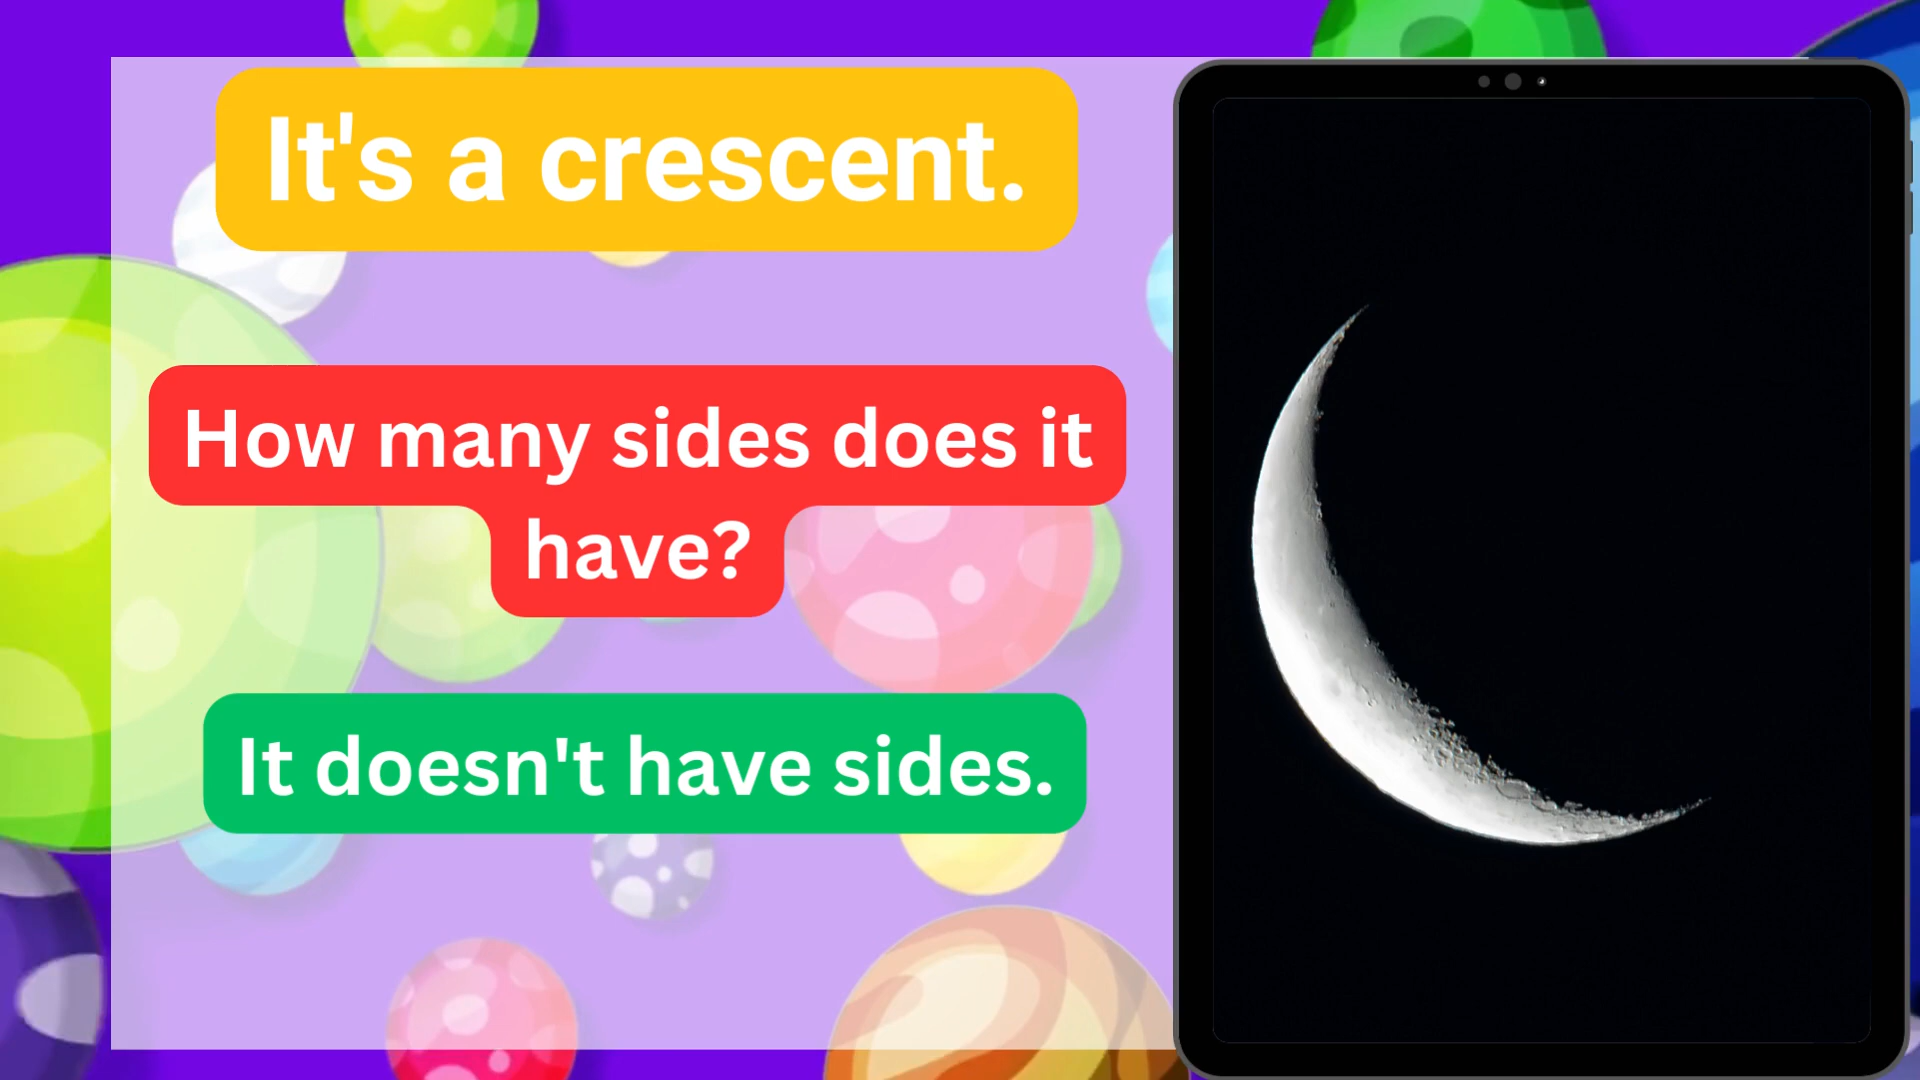 It's a crescent.
How many sides does it
have?
It doesn't have sides.